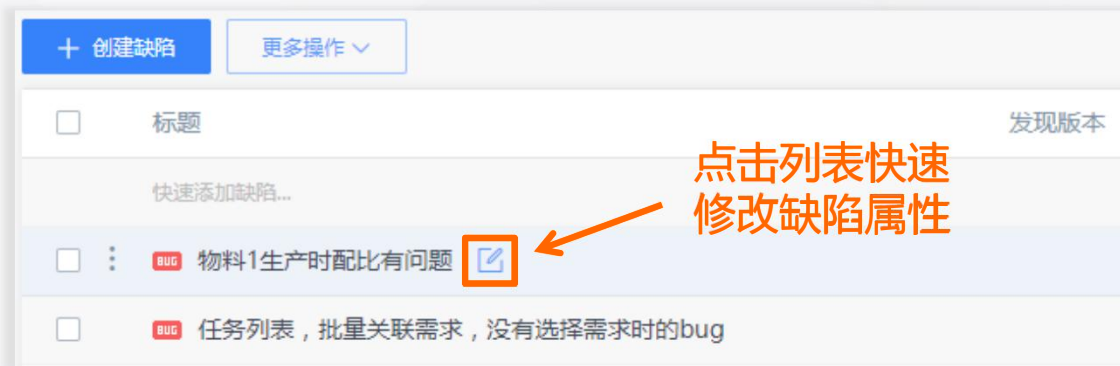 + 创建缺陷 更多操作
标题 发现版本
点击列表快速
修改缺陷属性
快速添加缺陷...
BUG 物料1生产时配比有问题
BUG 任务列表，批量关联需求，没有选择需求时的bug